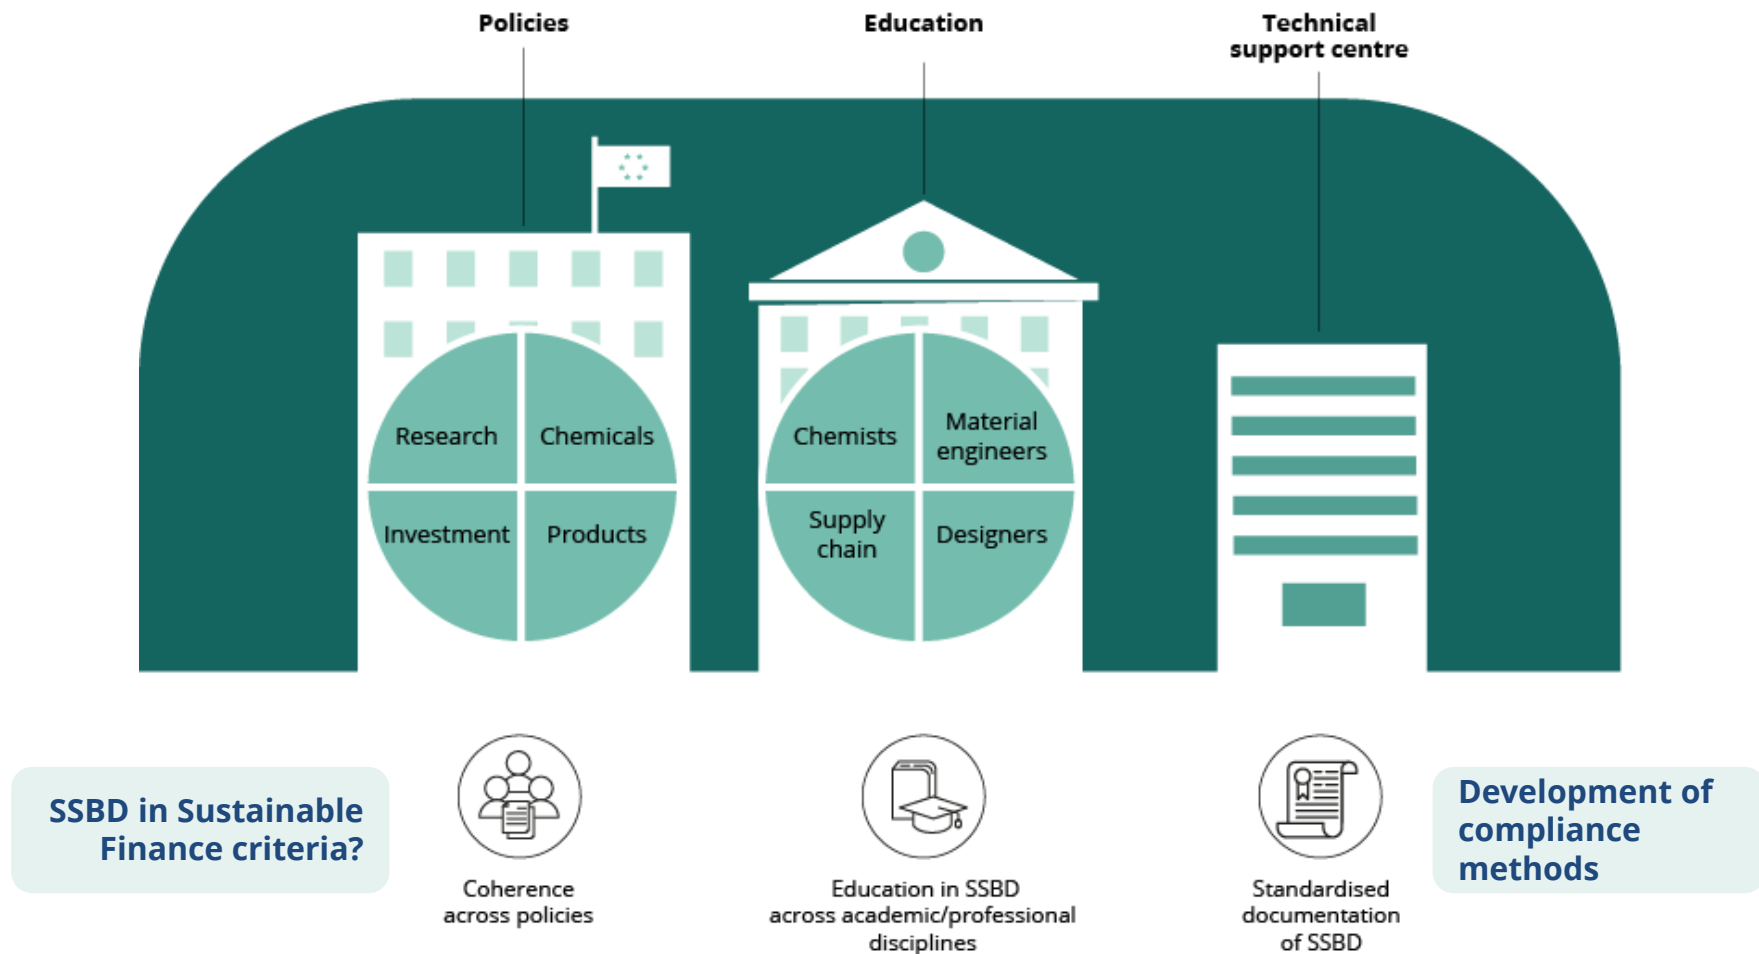 Policies
Education
Technical
support centre
Research
Chemicals
Investment
Products
Chemists
Material
engineers
Supply
chain
Designers
SSBD in Sustainable
Finance criteria?
Coherence
across policies
Education in SSBD
across academic/professional
disciplines
Standardised
documentation
of SSBD
Development of
compliance
methods